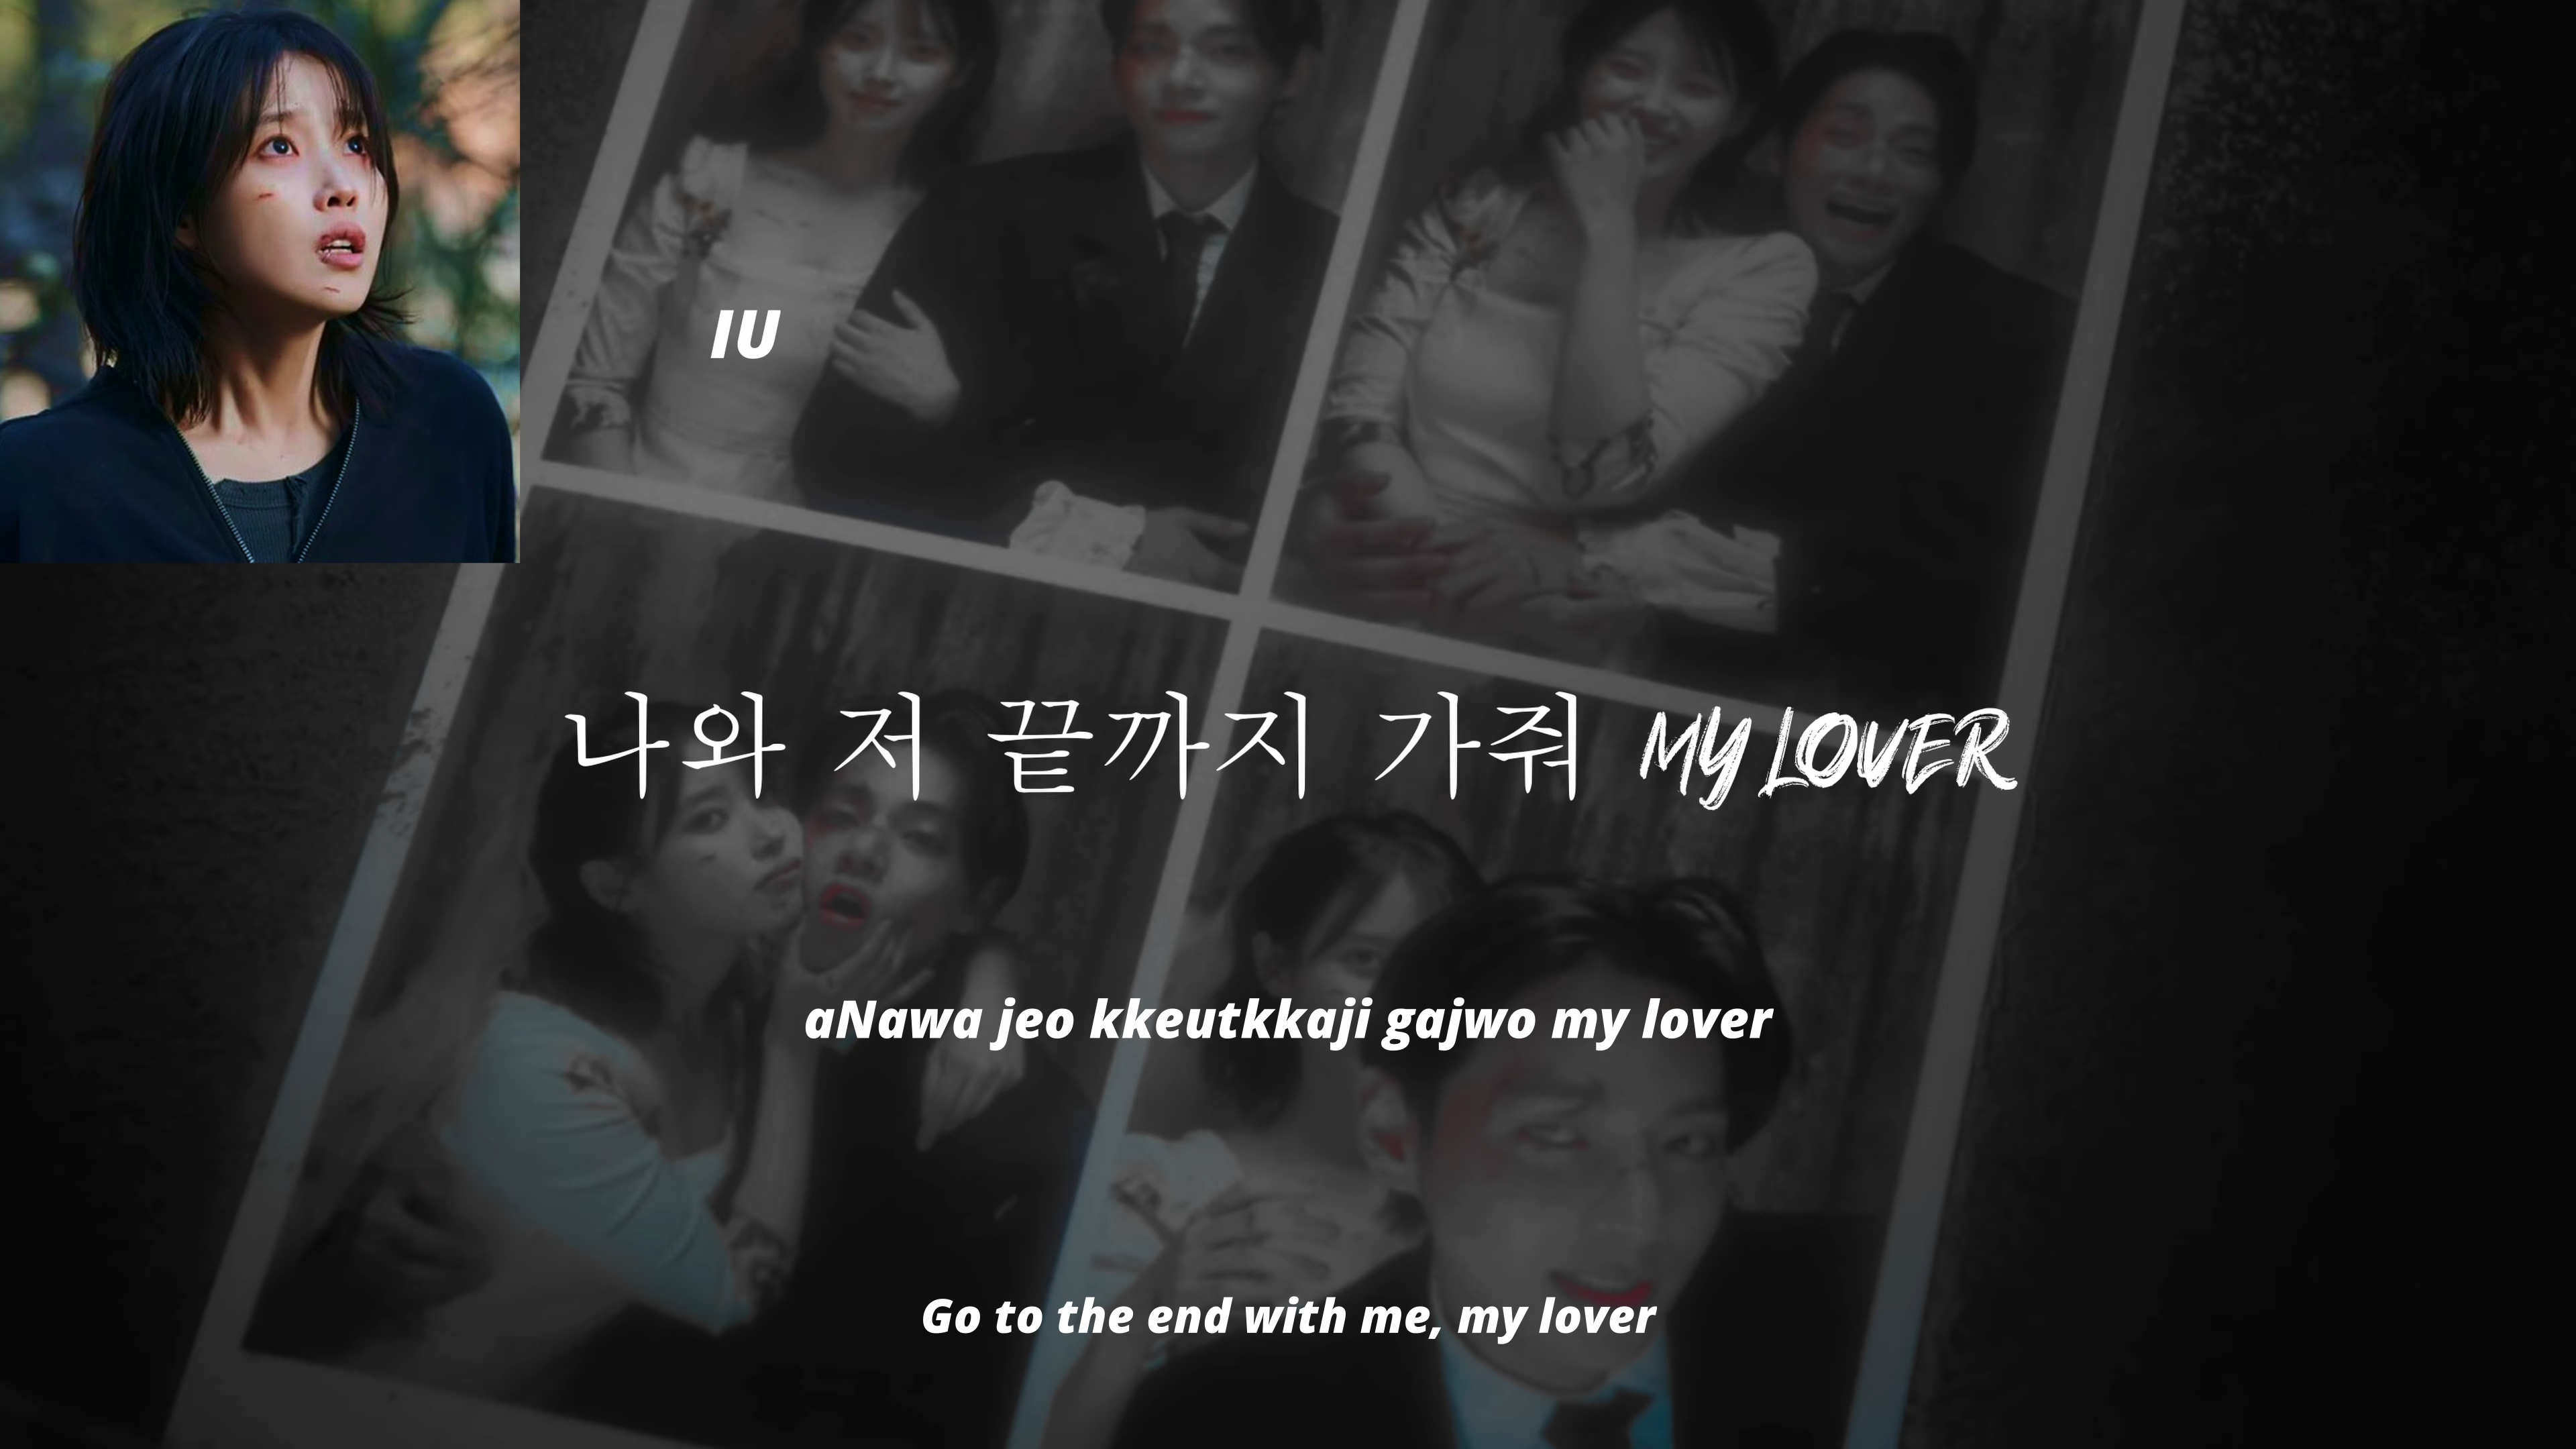 IU
나와 저 끝까지 가줘 MY LOVER
aNawa jeo kkeutkkaji gajwo my lover
Go to the end with me, my lover